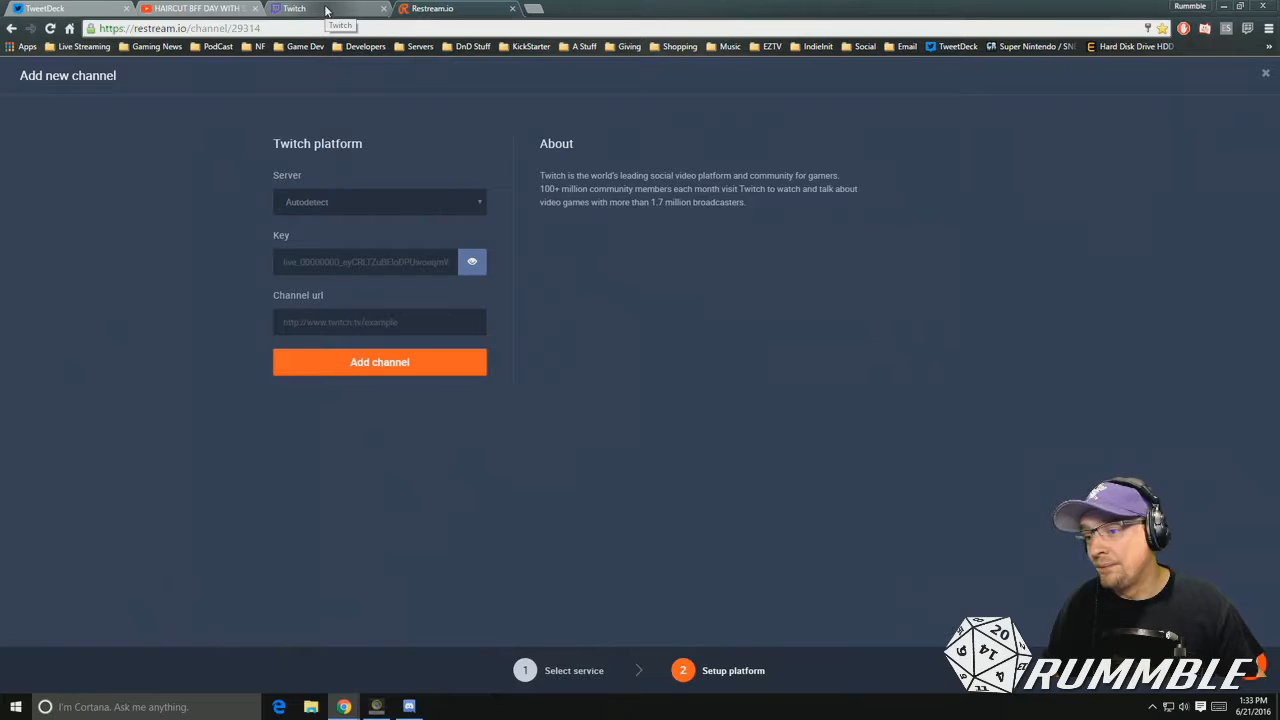 TweetDeck
HAIRCUT BFF DAY WITH S
Twitch
Restream.io
Rummble
https://restream.io/channel/29314
Twitch
Apps
Live Streaming
Gaming News
PodCast
NF
Game Dev
Developers
Servers
DnD Stuff
KickStarter
A Stuff
Giving
Shopping
Music
EZTV
IndieInit
Social
Email
TweetDeck
Super Nintendo / SNE
Hard Disk Drive HDD
Add new channel
Twitch platform
Server
Autodetect
Key
Channel url
http://www.twitch.tv/example
Add channel
About
Twitch is the world's leading social video platform and community for gamers.
100+ million community members each month visit Twitch to watch and talk about
video games with more than 1.7 million broadcasters.
1 Select service
2 Setup platform
20
9
14
4
RUMMBLE
I'm Cortana. Ask me anything.
1:33 PM
6/21/2016